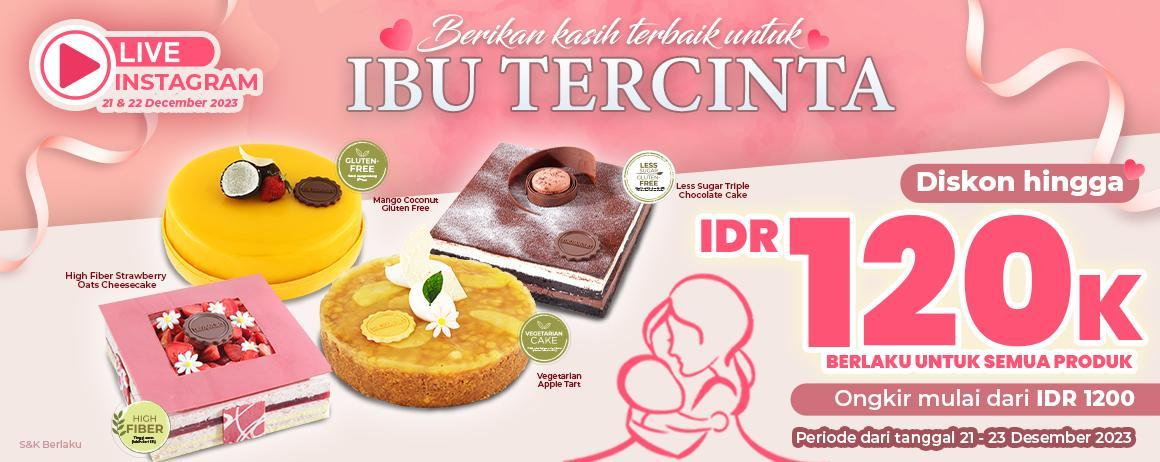 LIVE
INSTAGRAM
21 & 22 December 2023
Berikan kasih terbaik untuk
IBU TERCINTA
GLUTEN-
FREE
Mango Coconut
Gluten Free
LESS
SUGAR
GLUTEN-
FREE
Less Sugar Triple
Chocolate Cake
High Fiber Strawberry
Oats Cheesecake
HIGH
FIBER
VEGETARIAN
CAKE
Vegetarian
Apple Tart
Diskon hingga
IDR 120K
BERLAKU UNTUK SEMUA PRODUK
Ongkir mulai dari IDR 1200
Periode dari tanggal 21 - 23 Desember 2023
S&K Berlaku